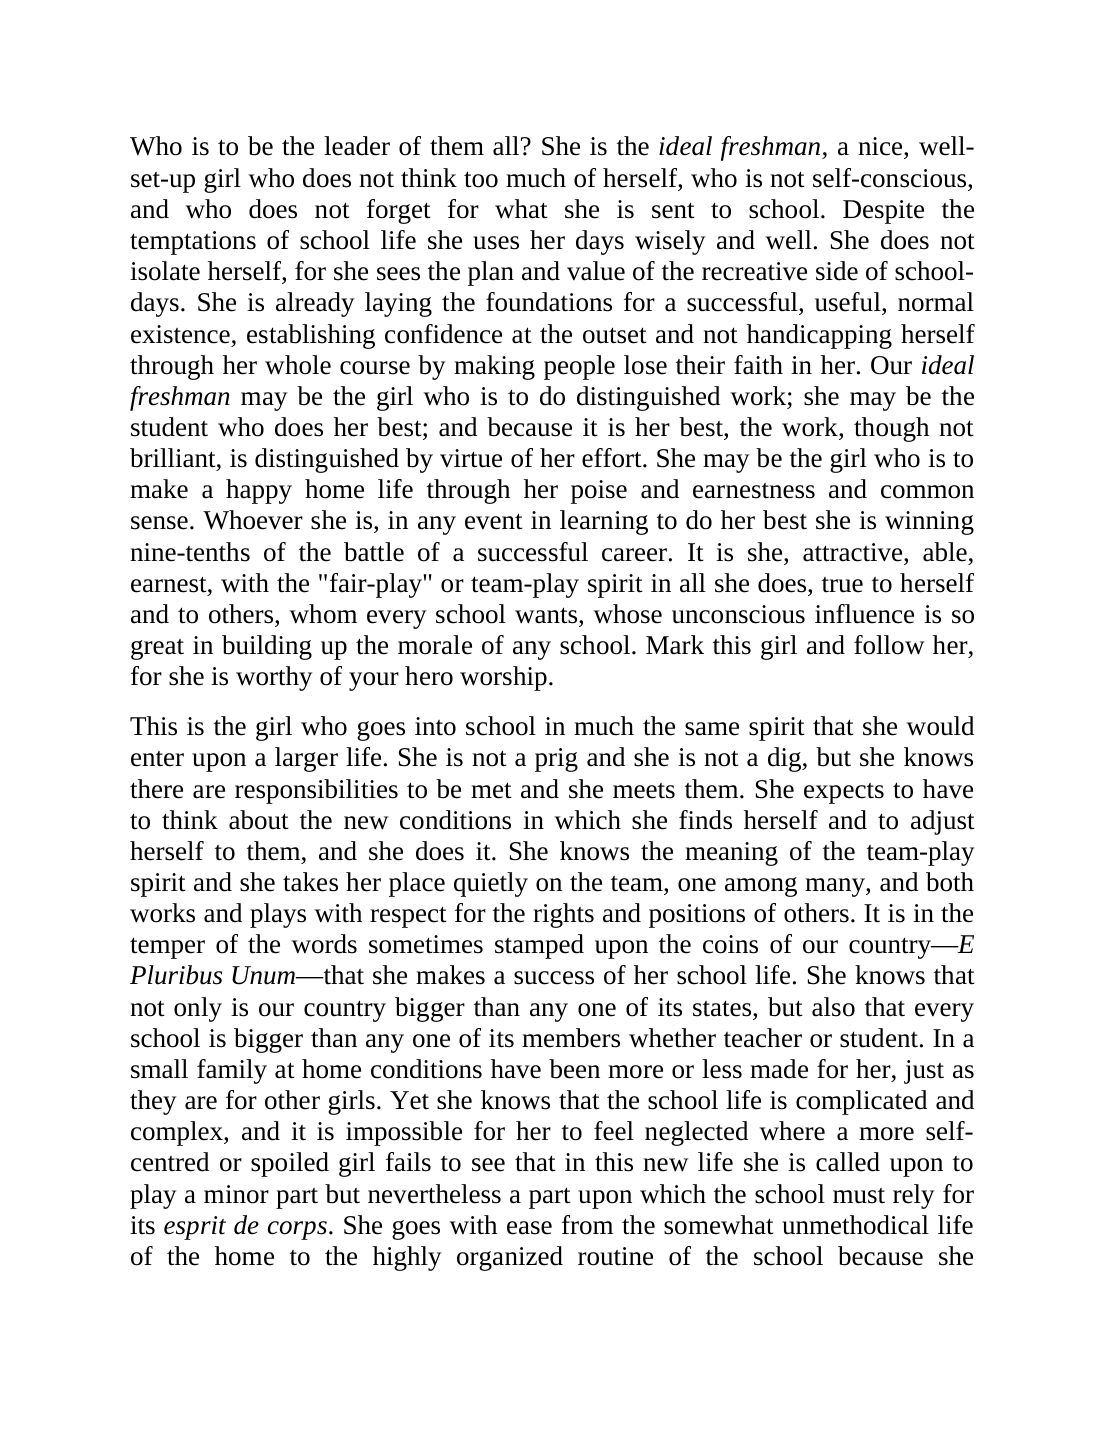 Who is to be the leader of them all? She is the ideal freshman, a nice, well-
set-up girl who does not think too much of herself, who is not self-conscious,
and who does not forget for what she is sent to school. Despite the
temptations of school life she uses her days wisely and well. She does not
isolate herself, for she sees the plan and value of the recreative side of school-
days. She is already laying the foundations for a successful, useful, normal
existence, establishing confidence at the outset and not handicapping herself
through her whole course by making people lose their faith in her. Our ideal
freshman may be the girl who is to do distinguished work; she may be the
student who does her best; and because it is her best, the work, though not
brilliant, is distinguished by virtue of her effort. She may be the girl who is to
make a happy home life through her poise and earnestness and common
sense. Whoever she is, in any event in learning to do her best she is winning
nine-tenths of the battle of a successful career. It is she, attractive, able,
earnest, with the "fair-play" or team-play spirit in all she does, true to herself
and to others, whom every school wants, whose unconscious influence is so
great in building up the morale of any school. Mark this girl and follow her,
for she is worthy of your hero worship.
This is the girl who goes into school in much the same spirit that she would
enter upon a larger life. She is not a prig and she is not a dig, but she knows
there are responsibilities to be met and she meets them. She expects to have
to think about the new conditions in which she finds herself and to adjust
herself to them, and she does it. She knows the meaning of the team-play
spirit and she takes her place quietly on the team, one among many, and both
works and plays with respect for the rights and positions of others. It is in the
temper of the words sometimes stamped upon the coins of our country—E
Pluribus Unum—that she makes a success of her school life. She knows that
not only is our country bigger than any one of its states, but also that every
school is bigger than any one of its members whether teacher or student. In a
small family at home conditions have been more or less made for her, just as
they are for other girls. Yet she knows that the school life is complicated and
complex, and it is impossible for her to feel neglected where a more self-
centred or spoiled girl fails to see that in this new life she is called upon to
play a minor part but nevertheless a part upon which the school must rely for
its esprit de corps. She goes with ease from the somewhat unmethodical life
of the home to the highly organized routine of the school because she